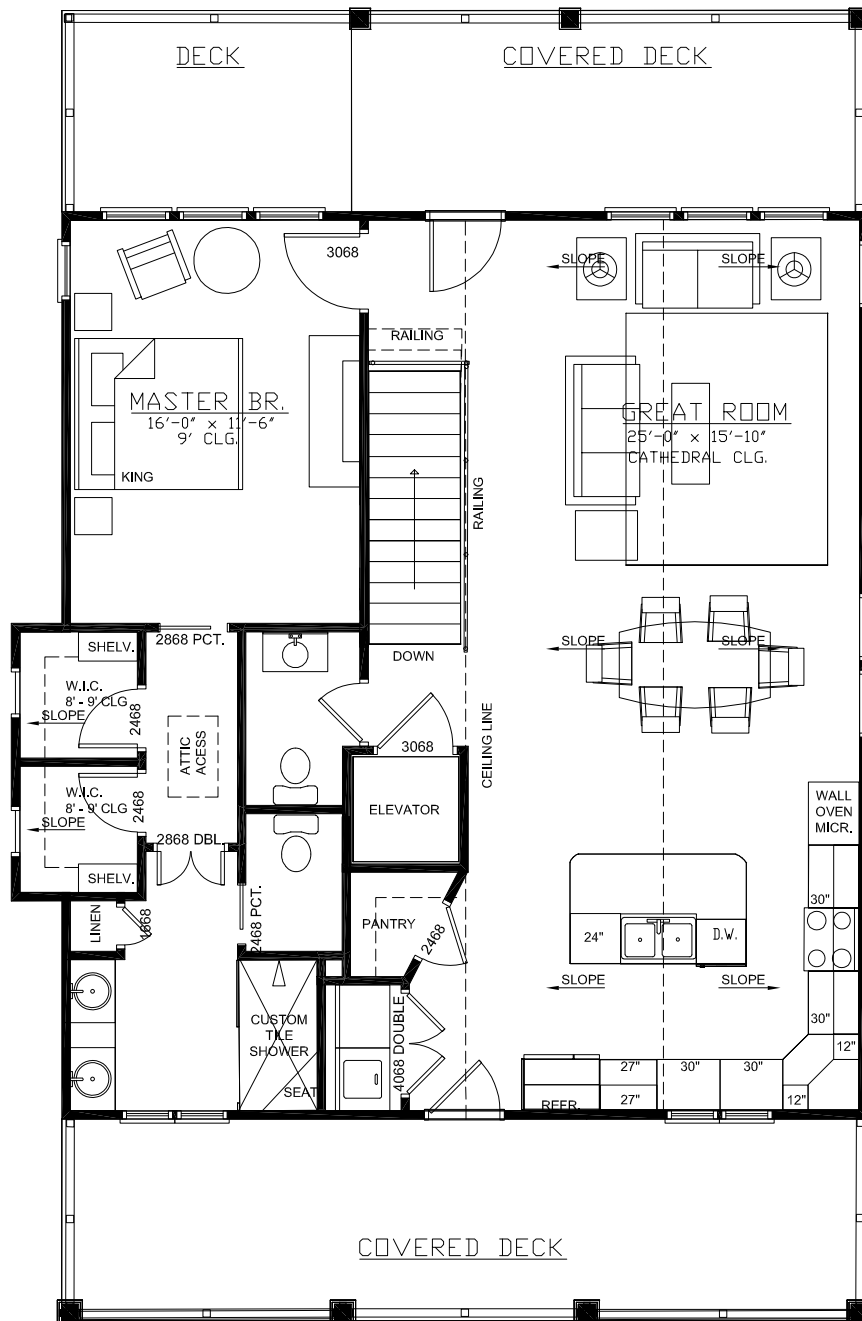 DECK
COVERED DECK
3068
SLOPE
SLOPE
RAILING
MASTER BR.
16'-0" x 11'-6"
9' CLG.
KING
GREAT ROOM
25'-0" x 15'-10"
CATHEDRAL CLG.
RAILING
SHELV.
2868 PCT.
W.I.C.
8' - 9' CLG
SLOPE
2468
ATTIC
ACESS
DOWN
SLOPE
SLOPE
3068
CEILING LINE
W.I.C.
8' - 9' CLG
SLOPE
2468
ELEVATOR
WALL
OVEN
MICR.
2868 DBL.
SHELV.
LINEN
1668
2468 PCT.
PANTRY
2468
30"
24"
D.W.
SLOPE
SLOPE
CUSTOM
TILE
SHOWER
SEAT
4068 DOUBLE
30"
12"
27"
30"
30"
REFR.
27"
12"
COVERED DECK